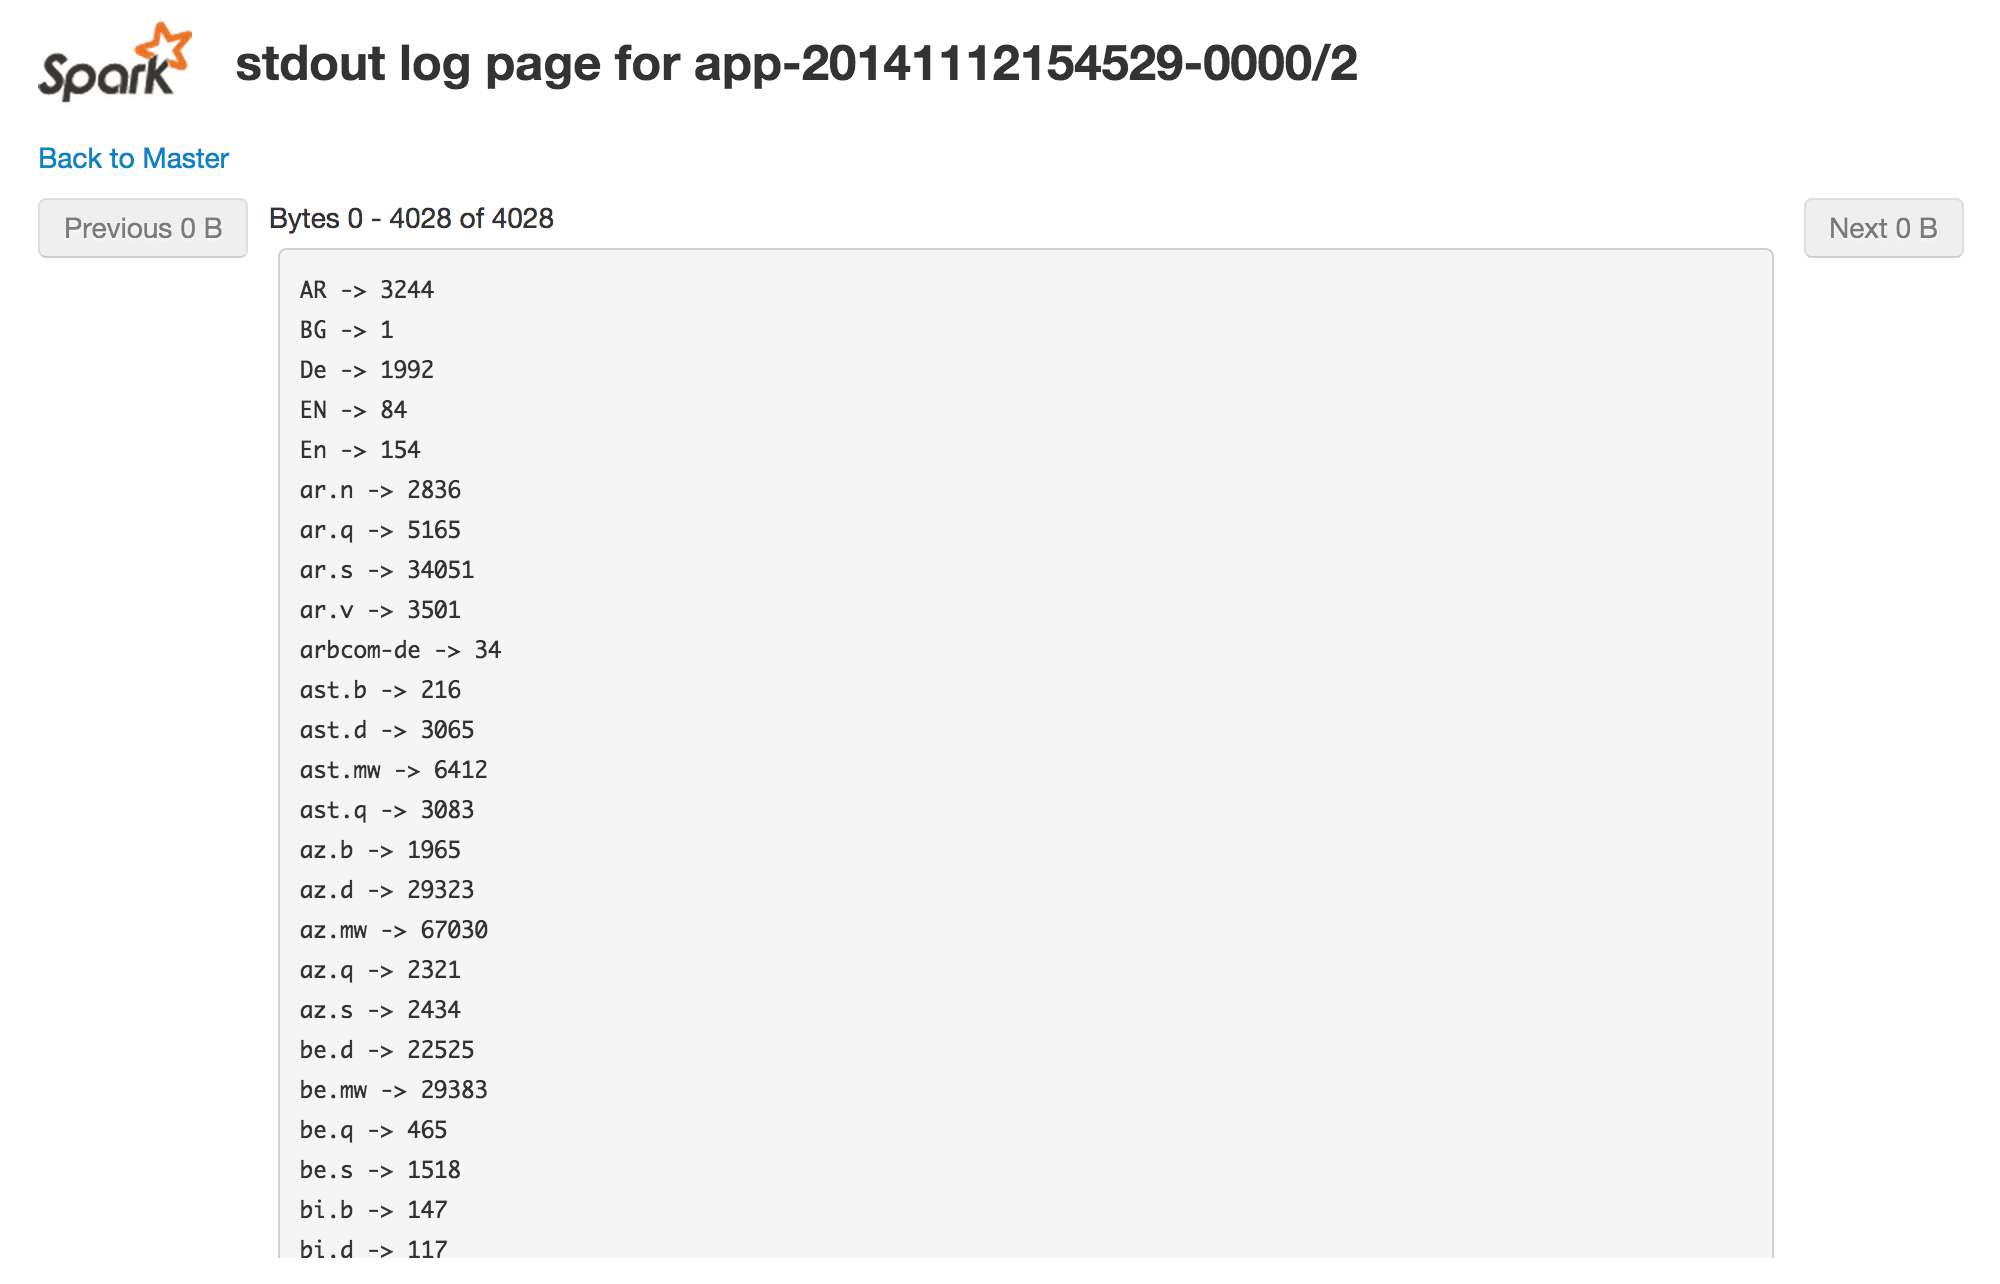 Spark
stdout log page for app-20141112154529-0000/2
Back to Master
Previous 0 B
Bytes 0 - 4028 of 4028
Next 0 B
AR -> 3244
BG -> 1
De -> 1992
EN -> 84
En -> 154
ar.n -> 2836
ar.q -> 5165
ar.s -> 34051
ar.v -> 3501
arbcom-de -> 34
ast.b -> 216
ast.d -> 3065
ast.mw -> 6412
ast.q -> 3083
az.b -> 1965
az.d -> 29323
az.mw -> 67030
az.q -> 2321
az.s -> 2434
be.d -> 22525
be.mw -> 29383
be.q -> 465
be.s -> 1518
bi.b -> 147
bi.d -> 117